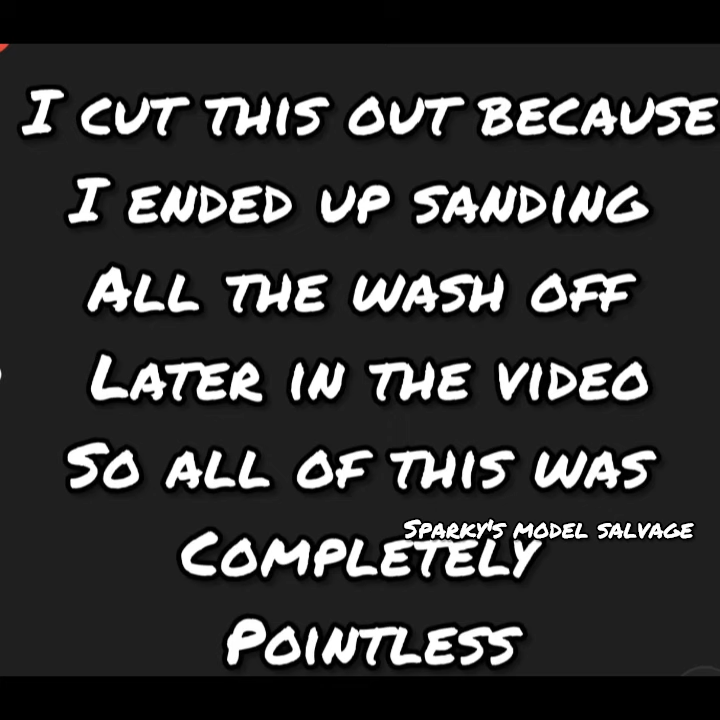 I cut this out because
I ended up sanding
All the wash off
Later in the video
So all of this was
Sparky's model salvage
Completely
Pointless